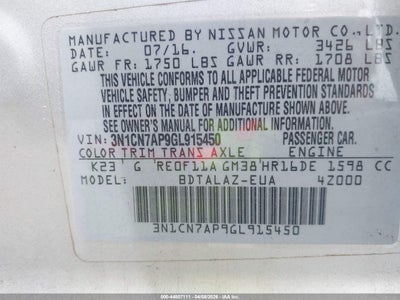 MANUFACTURED BY NISSAN MOTOR CO.,LTD.
DATE: 07/16. GVWR: 3426 LBS
GAWR FR: 1750 LBS GAWR RR: 1708 LBS
THIS VEHICLE CONFORMS TO ALL APPLICABLE FEDERAL MOTOR
VEHICLE SAFETY, BUMPER AND THEFT PREVENTION STANDARDS
IN EFFECT ON THE DATE OF MANUFACTURE SHOWN ABOVE.
SEE OWNER'S MANUAL FOR ADDITIONAL INFORMATION.
VIN: 3N1CN7AP9GL915450 PASSENGER CAR.
COLOR TRIM TRANS AXLE ENGINE
K23 G RE0F11A GM38 HR16DE 1598 CC
MODEL: BDTALAZ-EUA 4Z000
3N1CN7AP9GL915450
000-44807111 - 04/08/2026 - IAA